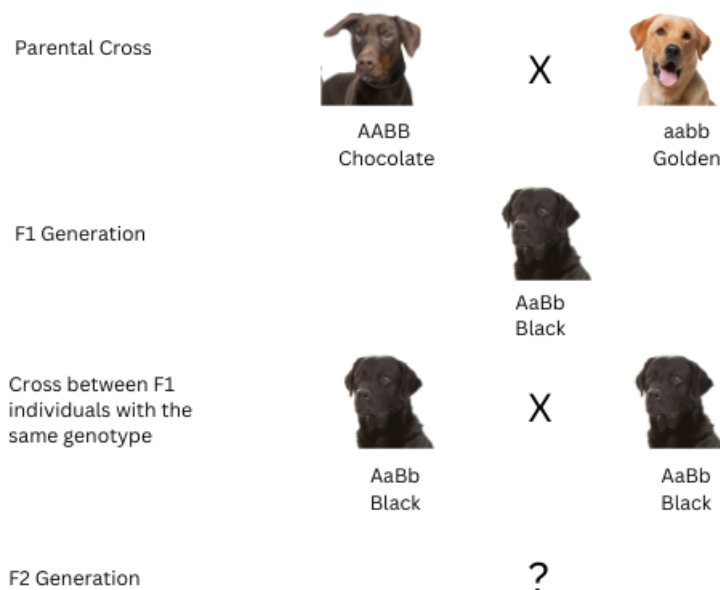 Parental Cross
X
AABB
Chocolate
aabb
Golden
F1 Generation
AaBb
Black
Cross between F1
individuals with the
same genotype
X
AaBb
Black
AaBb
Black
F2 Generation
?